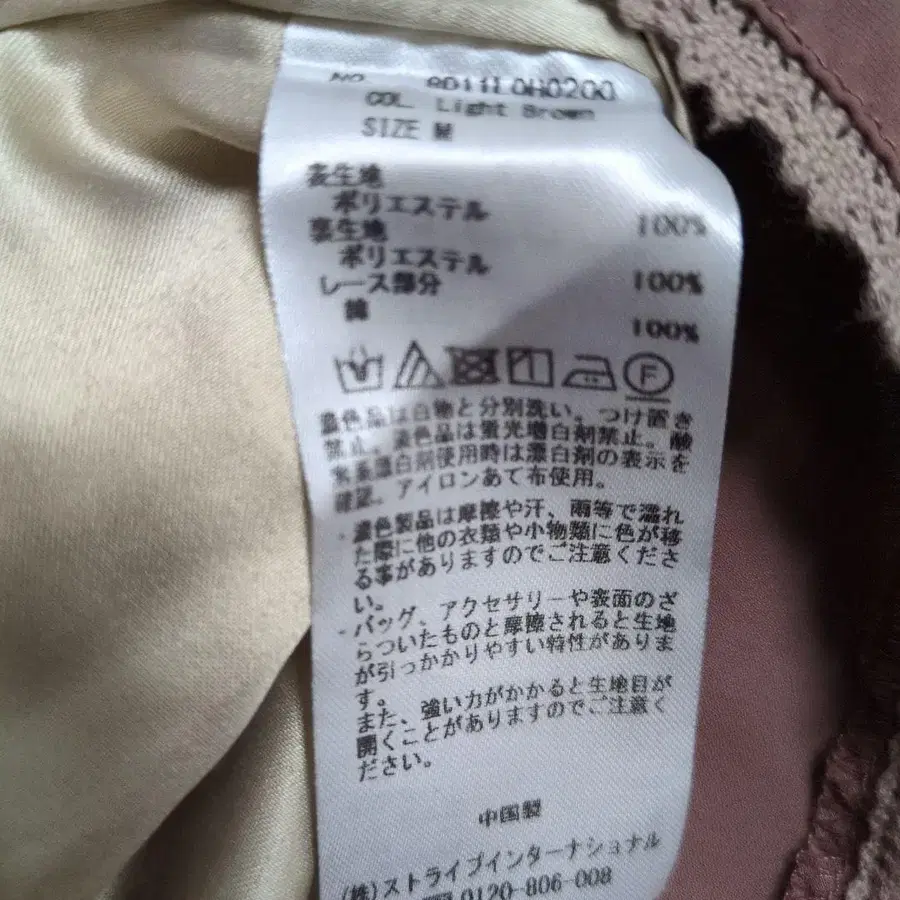 NO. 8D11L0H0200
COL. Light Brown
SIZE M
表生地
ポリエステル 100%
裏生地
ポリエステル 100%
レース部分
綿 100%
F
濃色品は白物と分別洗い。つけ置き
禁止。淡色品は蛍光増白剤禁止。酸
素系漂白剤使用時は漂白剤の表示を
確認。アイロンあて布使用。
・濃色製品は摩擦や汗、雨等で濡れ
た際に他の衣類や小物類に色が移
る事がありますのでご注意くださ
い。
・バッグ、アクセサリーや表面のざ
らついたものと摩擦されると生地
が引っかかりやすい特性がありま
す。
また、強い力がかかると生地目が
開くことがありますのでご注意く
ださい。
中国製
(株)ストライプインターナショナル
0120-806-008